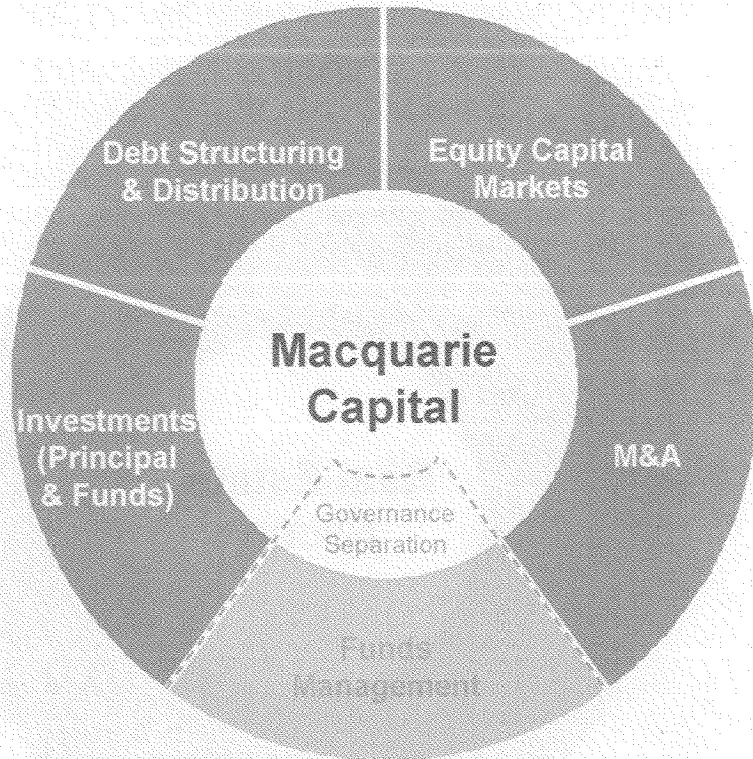 Debt Structuring
& Distribution
Equity Capital
Markets
Macquarie
Capital
Investments
(Principal
& Funds)
M&A
Governance
Separation
Funds
Management